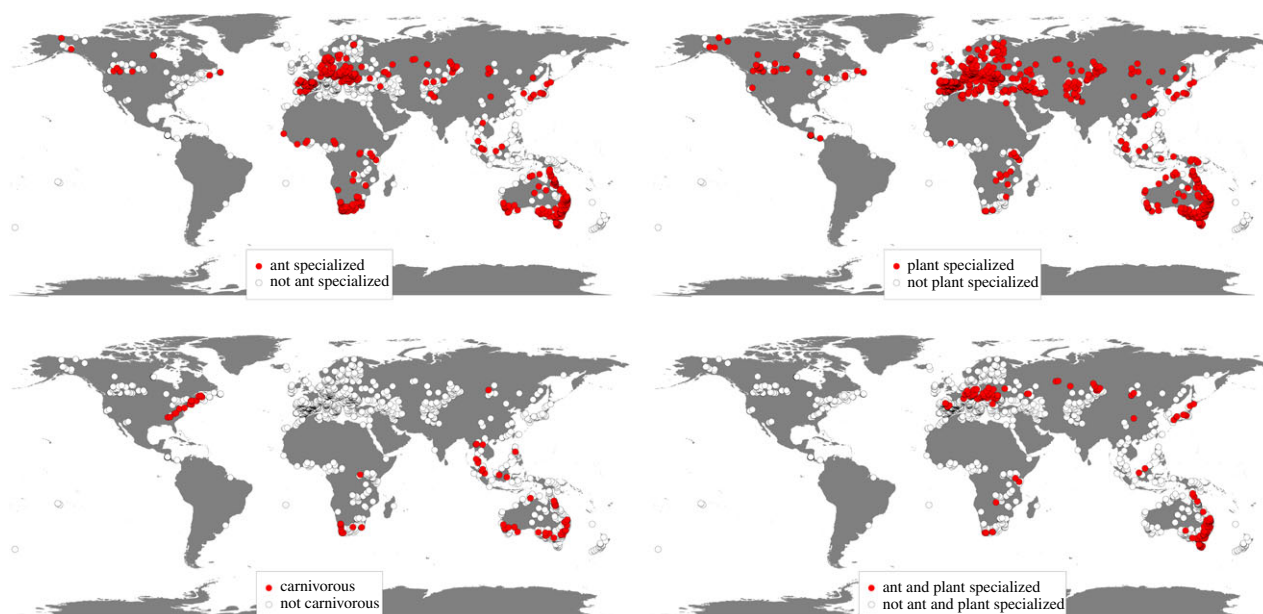 ant specialized
not ant specialized
plant specialized
not plant specialized
carnivorous
not carnivorous
ant and plant specialized
not ant and plant specialized